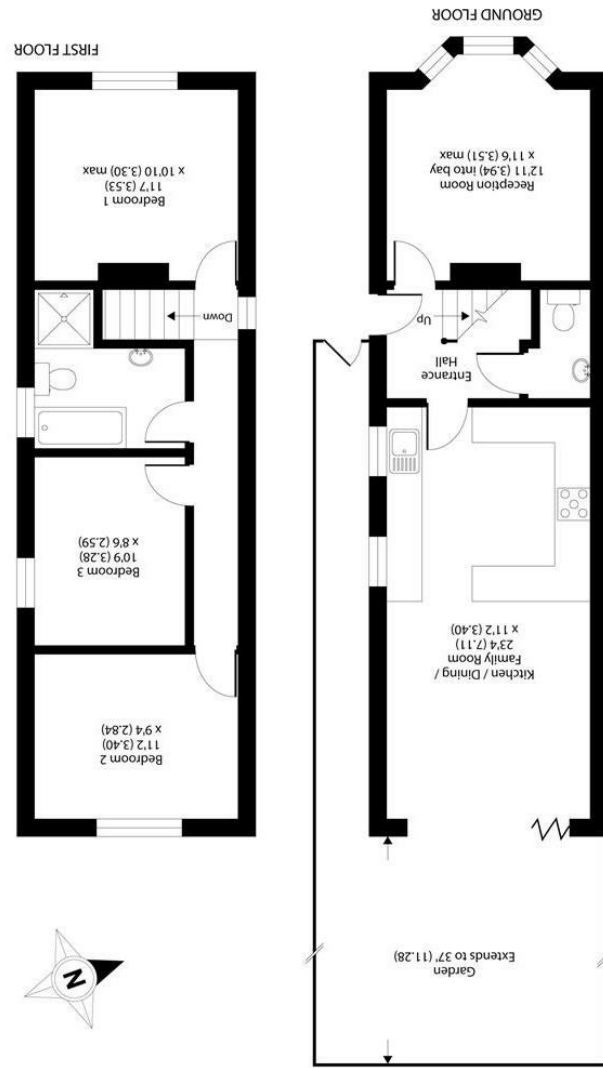 Garden
Extends to 37' (11.28)
Kitchen / Dining /
Family Room
23'4 (7.11)
x 11'2 (3.40)
Entrance
Hall
Up
Reception Room
12'11 (3.94) into bay
x 11'6 (3.51) max
GROUND FLOOR
N
Bedroom 2
11'2 (3.40)
x 9'4 (2.84)
Bedroom 3
10'9 (3.28)
x 8'6 (2.59)
Down
Bedroom 1
11'7 (3.53)
x 10'10 (3.30) max
FIRST FLOOR